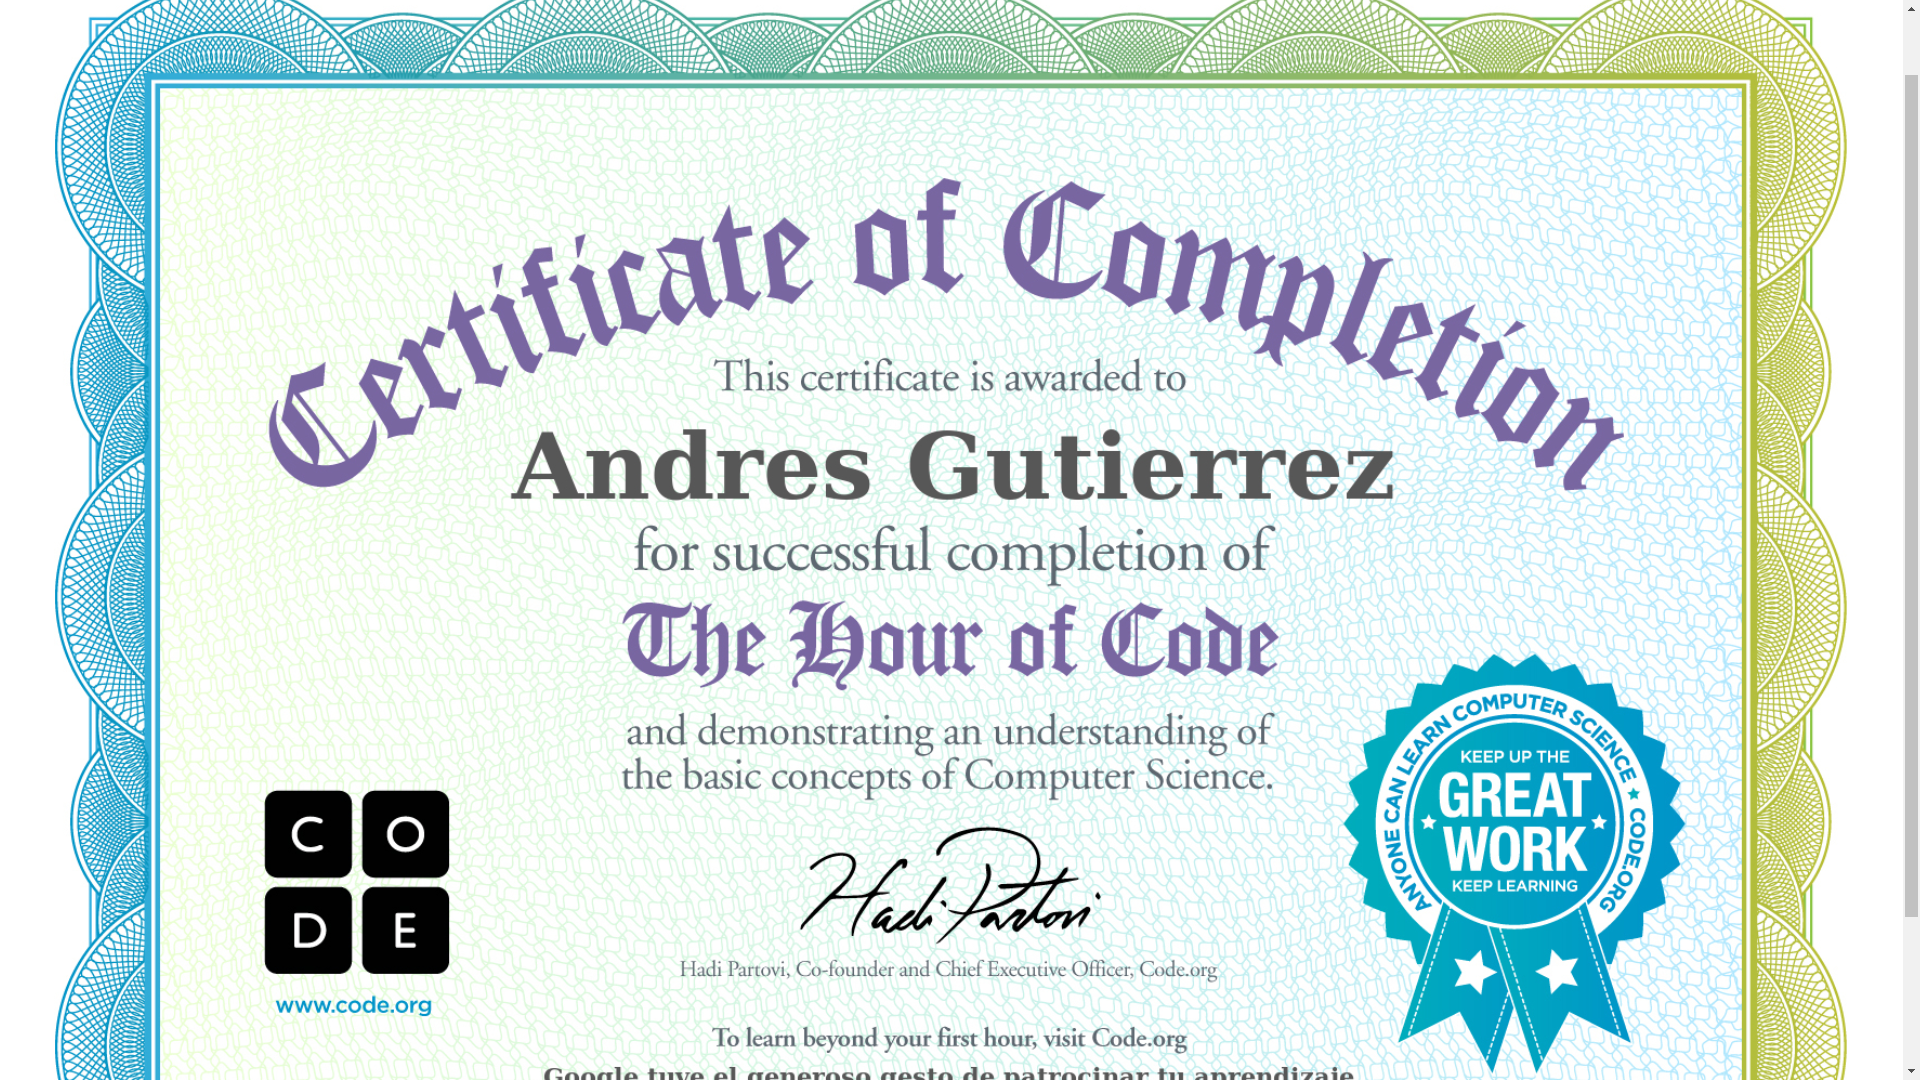 Certificate of Completion
This certificate is awarded to
Andres Gutierrez
for successful completion of
The Hour of Code
and demonstrating an understanding of
the basic concepts of Computer Science.
Hadi Partovi
Hadi Partovi, Co-founder and Chief Executive Officer, Code.org
C O
D E
www.code.org
ANYONE CAN LEARN COMPUTER SCIENCE ★ CODE.ORG
KEEP UP THE
GREAT
WORK
KEEP LEARNING
To learn beyond your first hour, visit Code.org
Google tuve el generoso gesto de patrocinar tu aprendizaje